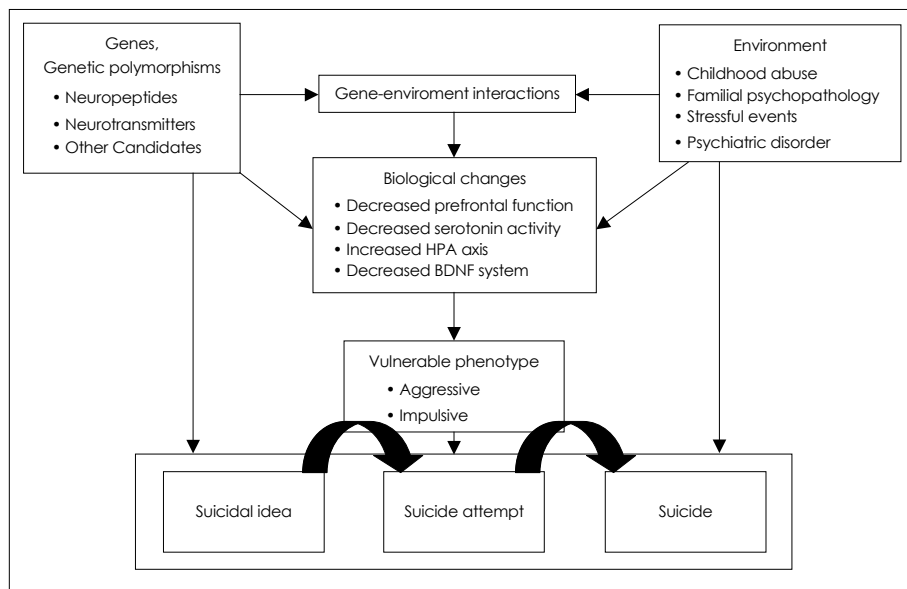 Genes,
Genetic polymorphisms
• Neuropeptides
• Neurotransmitters
• Other Candidates
Gene-enviroment interactions
Environment
• Childhood abuse
• Familial psychopathology
• Stressful events
• Psychiatric disorder
Biological changes
• Decreased prefrontal function
• Decreased serotonin activity
• Increased HPA axis
• Decreased BDNF system
Vulnerable phenotype
• Aggressive
• Impulsive
Suicidal idea
Suicide attempt
Suicide